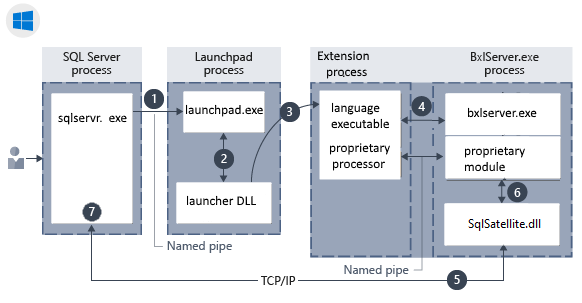 SQL Server
process
Launchpad
process
Extension
process
BxlServer.exe
process
sqlservr. exe
1
launchpad.exe
3
language
executable
4
bxlserver.exe
2
proprietary
processor
proprietary
module
6
7
launcher DLL
SqlSatellite.dll
Named pipe
Named pipe
TCP/IP
5